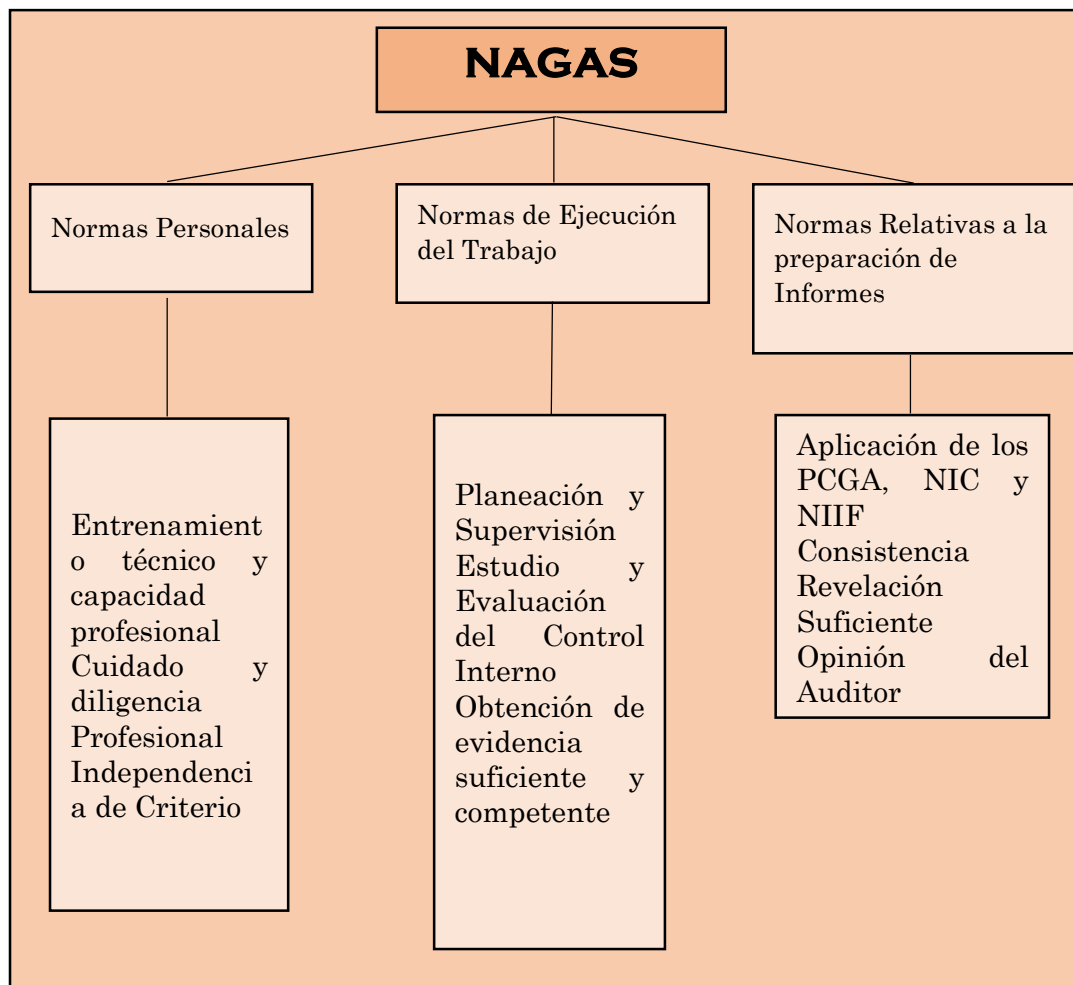 NAGAS
Normas Personales
Normas de Ejecución
del Trabajo
Normas Relativas a la
preparación de
Informes
Entrenamient
o técnico y
capacidad
profesional
Cuidado y
diligencia
Profesional
Independenci
a de Criterio
Planeación y
Supervisión
Estudio y
Evaluación
del Control
Interno
Obtención de
evidencia
suficiente y
competente
Aplicación de los
PCGA, NIC y
NIIF
Consistencia
Revelación
Suficiente
Opinión del
Auditor